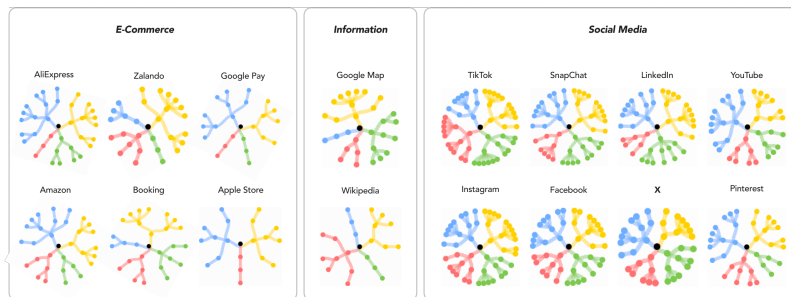 E-Commerce
Information
Social Media
AliExpress
Zalando
Google Pay
Google Map
TikTok
SnapChat
LinkedIn
YouTube
Amazon
Booking
Apple Store
Wikipedia
Instagram
Facebook
X
Pinterest